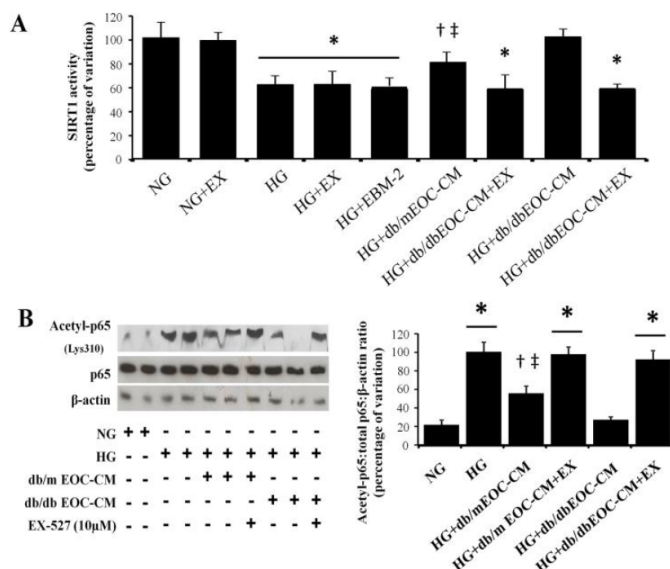 A
SIRT1 activity
(percentage of variation)
120
100
80
60
40
20
0
*
† ‡
*
*
NG
NG+EX
HG
HG+EX
HG+EBM-2
HG+db/mEOC-CM
HG+db/dbEOC-CM+EX
HG+db/dbEOC-CM
HG+db/dbEOC-CM+EX
B
Acetyl-p65
(Lys310)
p65
β-actin
NG + + - - - - - - - -
HG - - + + + + + + + +
db/m EOC-CM - - - - + + + - - -
db/db EOC-CM - - - - - - - + + +
EX-527 (10μM) - - - - - - + - - +
Acetyl-p65:total p65:β-actin ratio
(percentage of variation)
120
100
80
60
40
20
0
*
† ‡
*
*
NG
HG
HG+db/mEOC-CM
HG+db/m EOC-CM+EX
HG+db/dbEOC-CM
HG+db/dbEOC-CM+EX